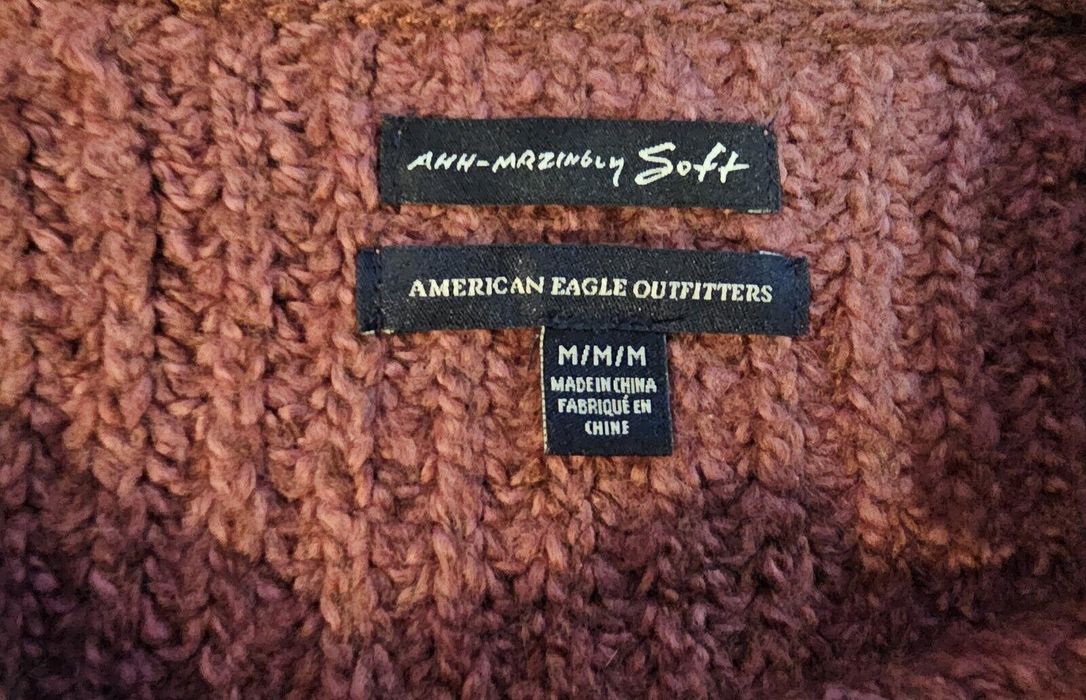 AHH-MAZINGLY Soft
AMERICAN EAGLE OUTFITTERS
M/M/M
MADE IN CHINA
FABRIQUÉ EN
CHINE